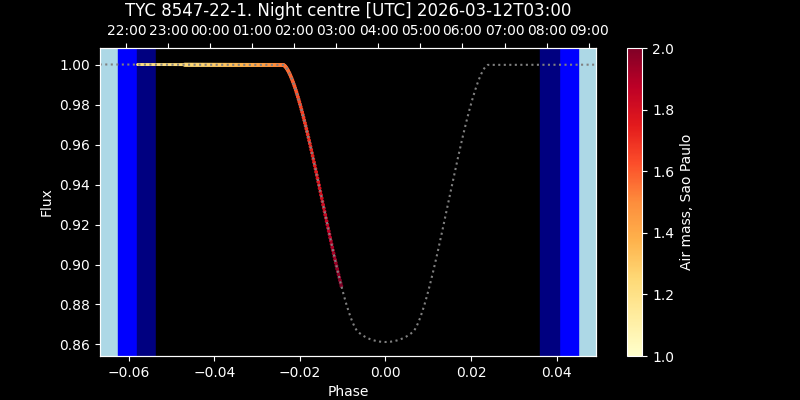 TYC 8547-22-1. Night centre [UTC] 2026-03-12T03:00
22:00 23:00 00:00 01:00 02:00 03:00 04:00 05:00 06:00 07:00 08:00 09:00
1.00
0.98
0.96
0.94
0.92
0.90
0.88
0.86
Flux
−0.06 −0.04 −0.02 0.00 0.02 0.04
Phase
2.0
1.8
1.6
1.4
1.2
1.0
Air mass, Sao Paulo